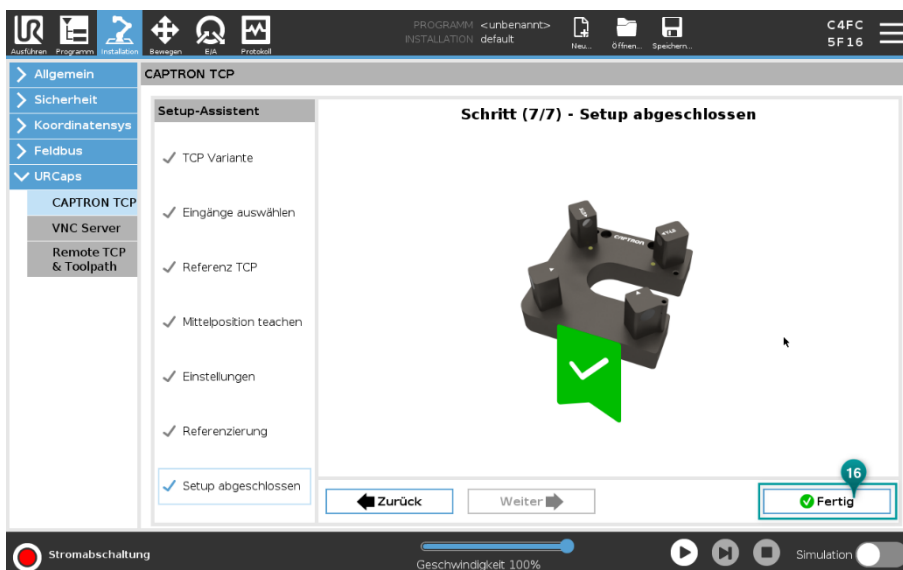 PROGRAMM <unbenannt>
INSTALLATION default
C4FC
5F16
Ausführen Programm Installation Bewegen E/A Protokoll Neu... Öffnen... Speichern...
Allgemein
Sicherheit
Koordinatensys
Feldbus
URCaps
CAPTRON TCP
VNC Server
Remote TCP
& Toolpath
CAPTRON TCP
Setup-Assistent
TCP Variante
Eingänge auswählen
Referenz TCP
Mittelposition teachen
Einstellungen
Referenzierung
Setup abgeschlossen
Schritt (7/7) - Setup abgeschlossen
CAPTRON
Zurück
Weiter
16
Fertig
Stromabschaltung
Geschwindigkeit 100%
Simulation